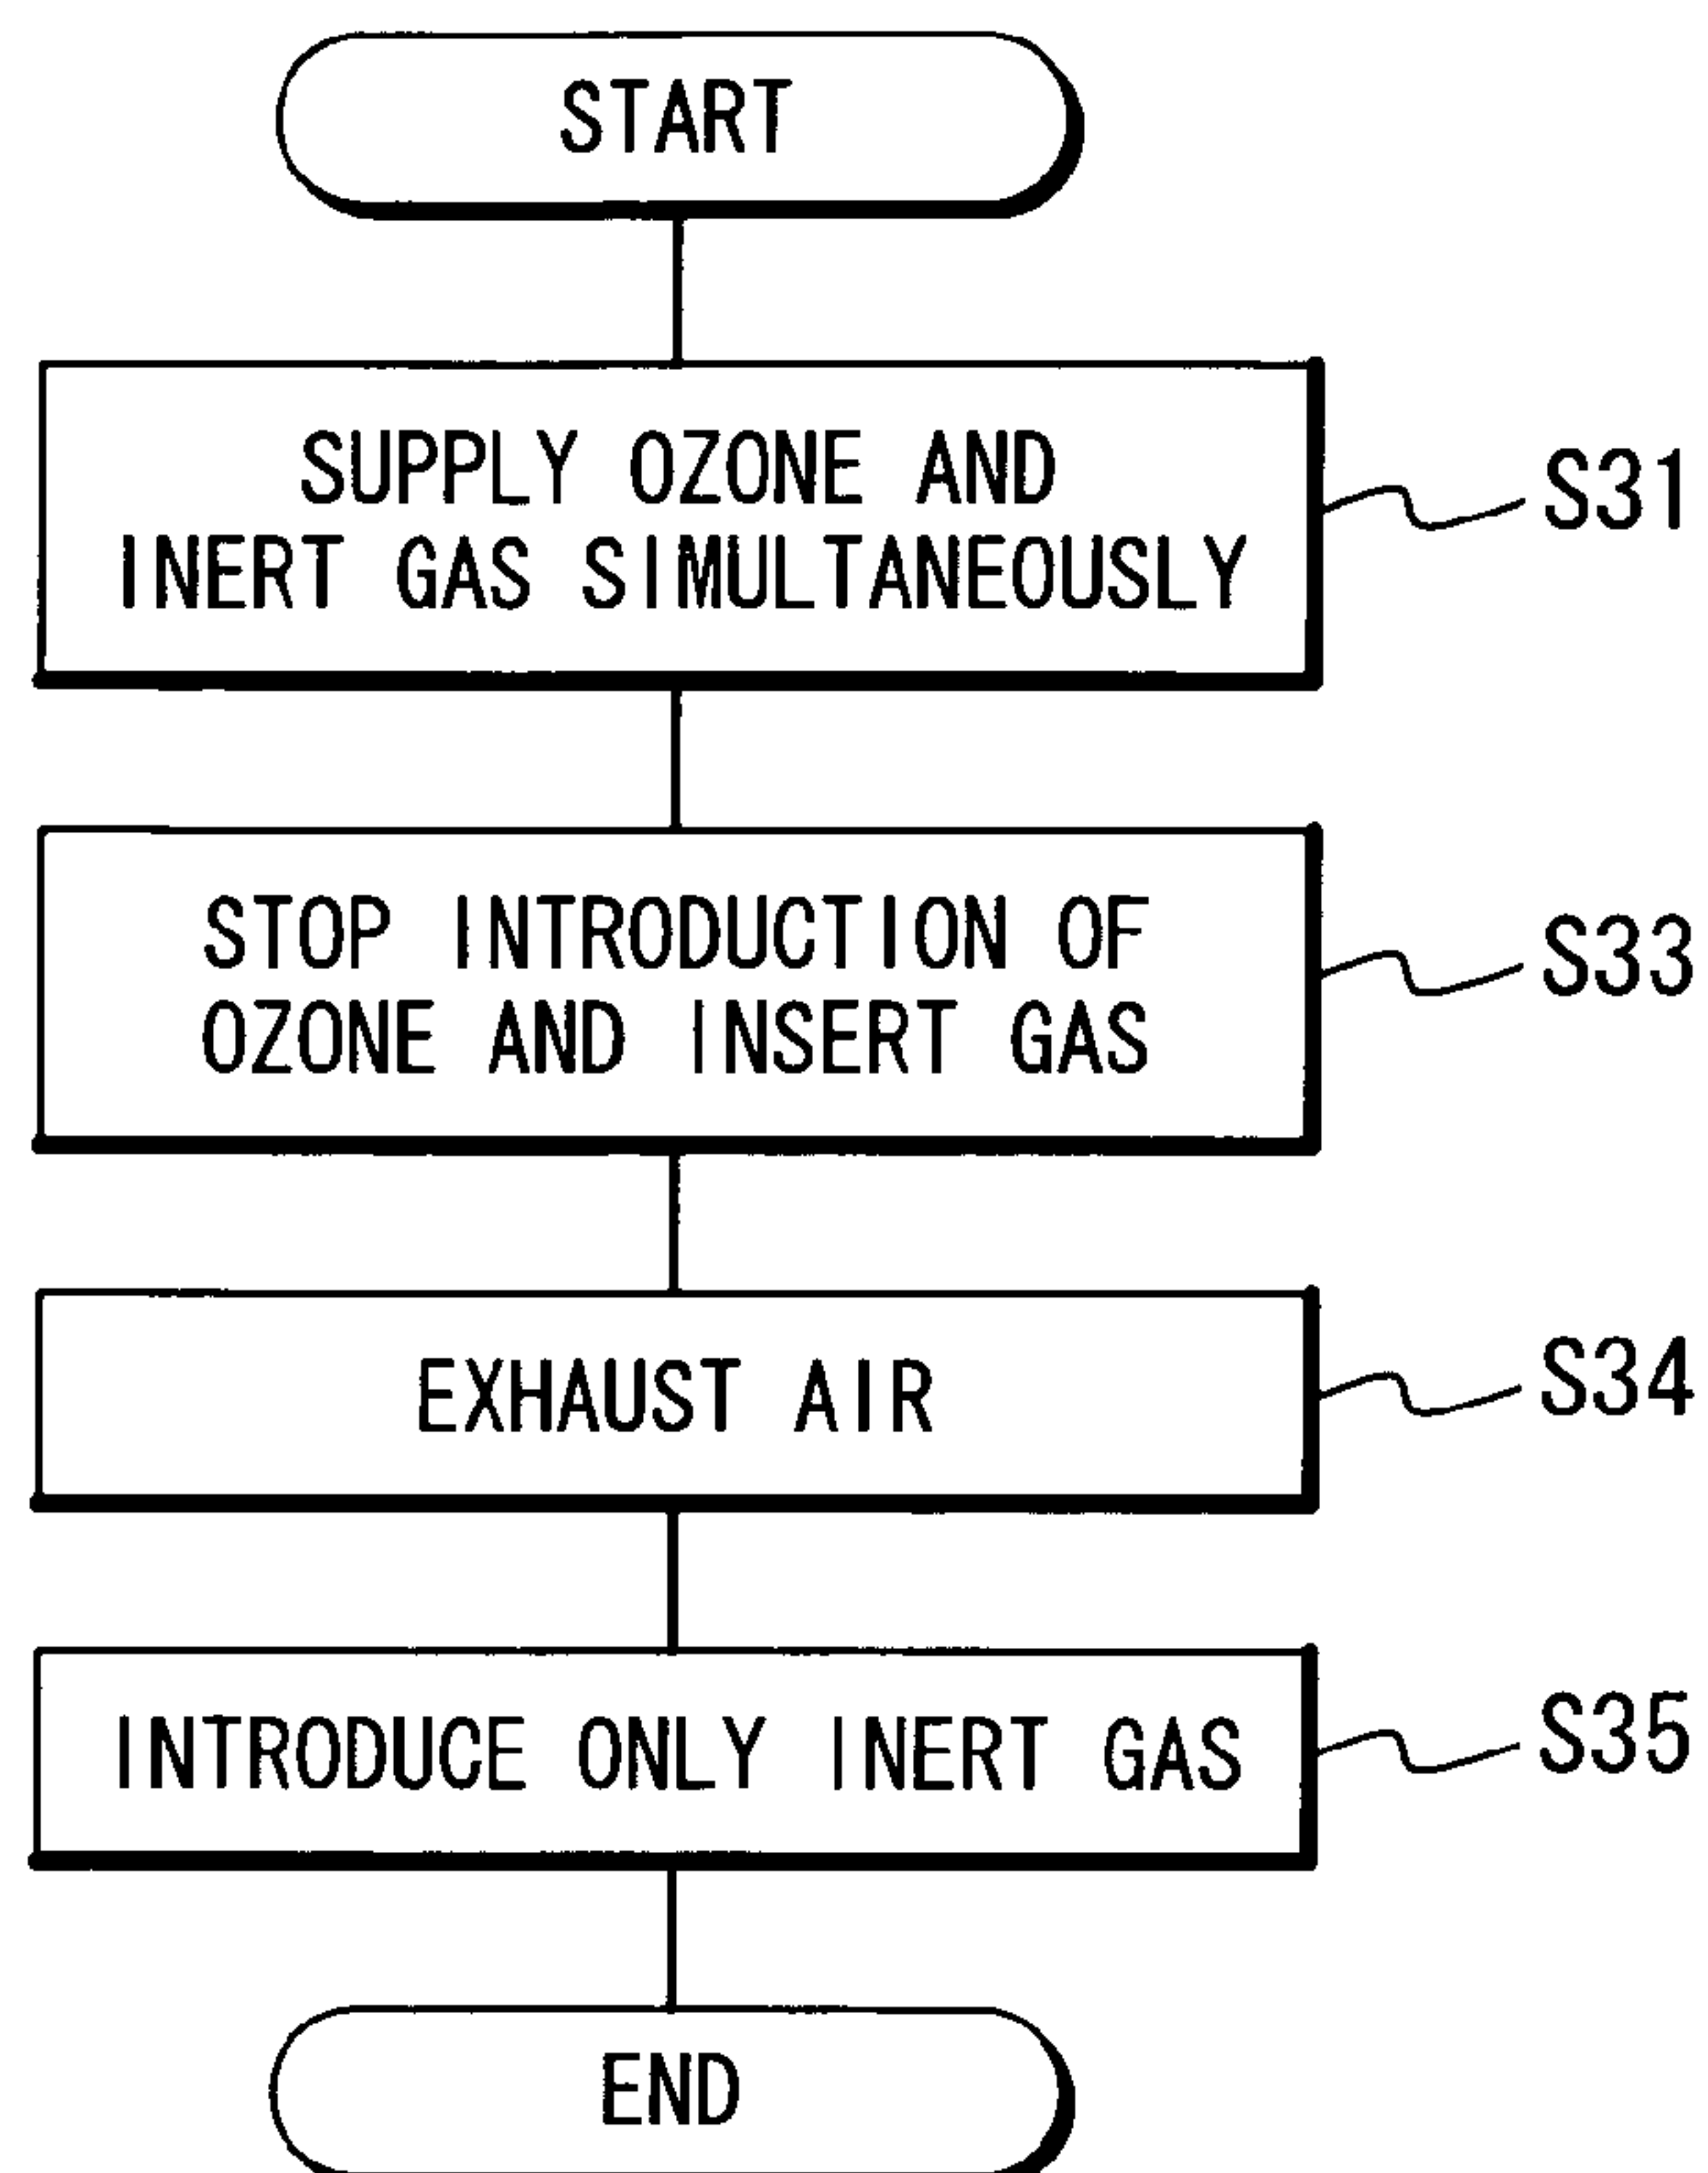 START
SUPPLY OZONE AND
INERT GAS SIMULTANEOUSLY
S31
STOP INTRODUCTION OF
OZONE AND INSERT GAS
S33
EXHAUST AIR
S34
INTRODUCE ONLY INERT GAS
S35
END